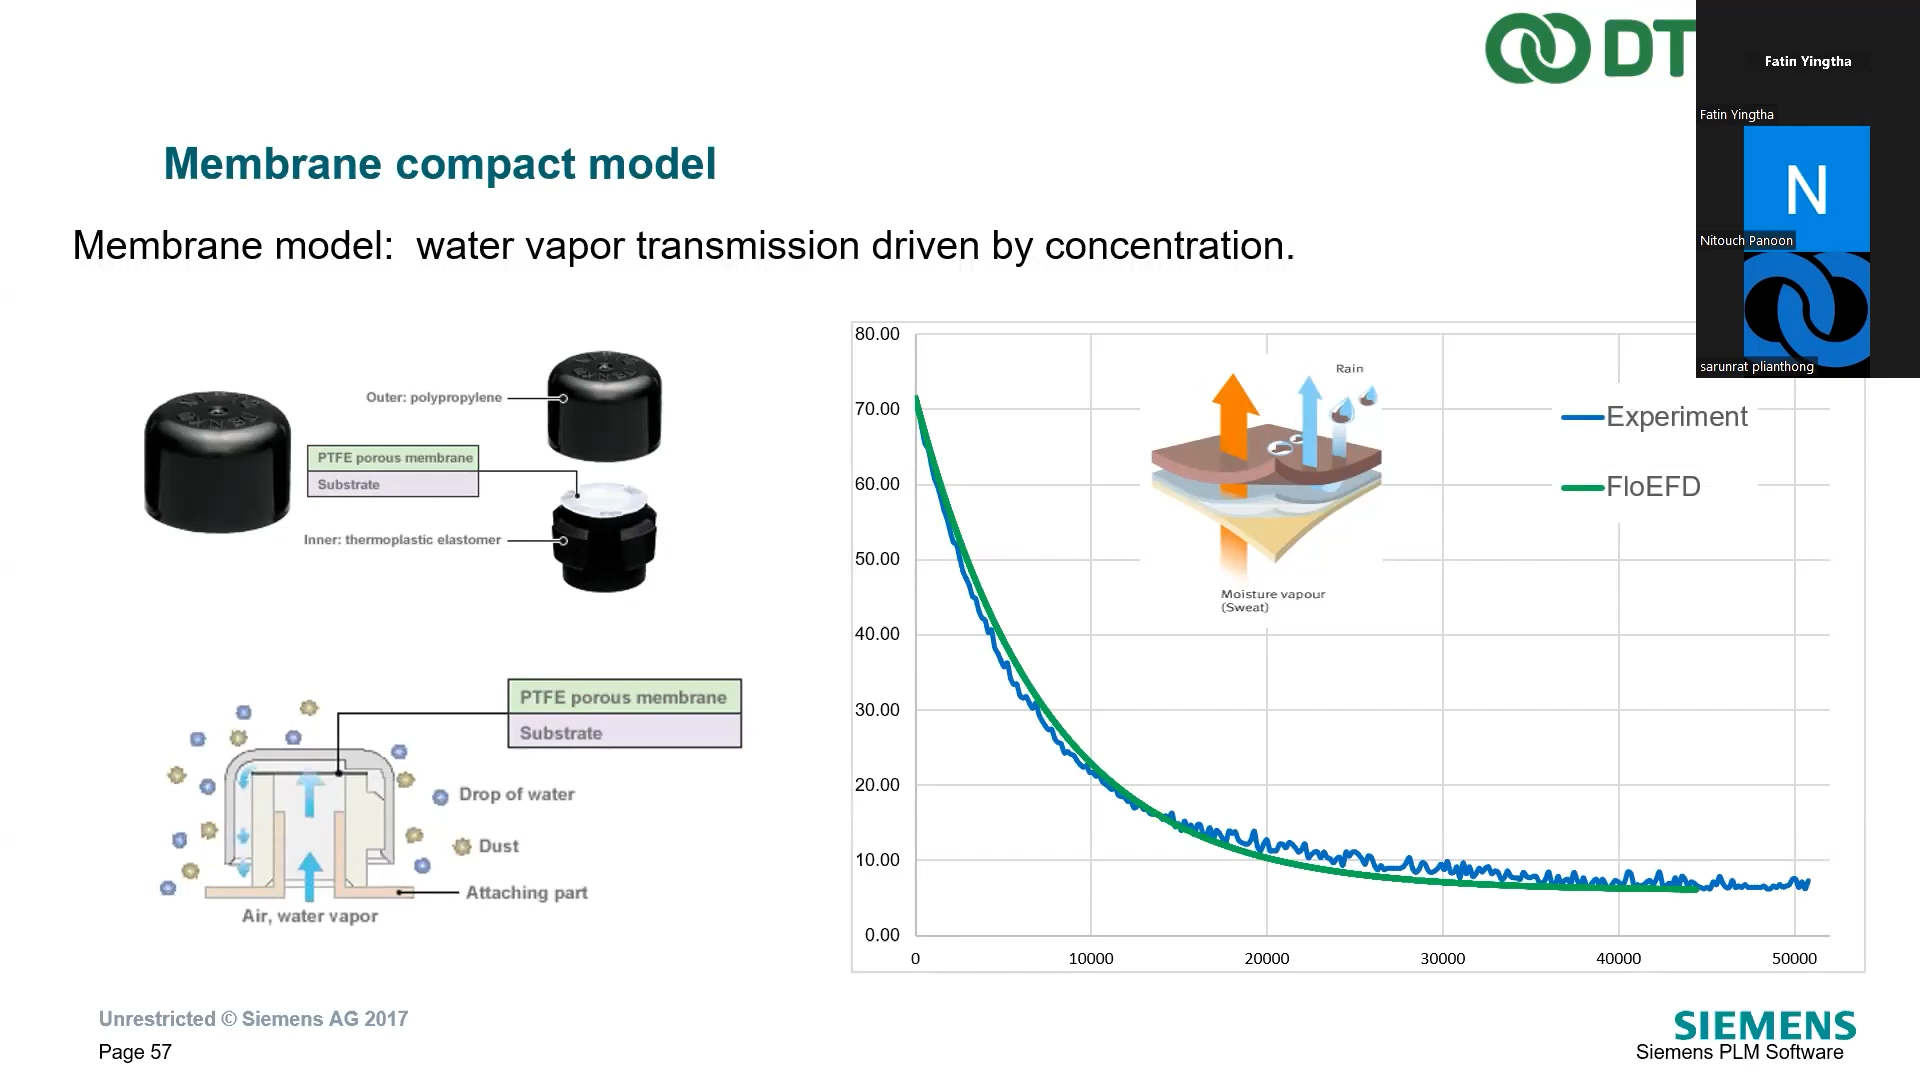 DT
Fatin Yingtha
Fatin Yingtha
N
Nitouch Panoon
sarunrat plianthong
Membrane compact model
Membrane model:  water vapor transmission driven by concentration.
Outer: polypropylene
PTFE porous membrane
Substrate
Inner: thermoplastic elastomer
PTFE porous membrane
Substrate
Drop of water
Dust
Attaching part
Air, water vapor
80.00
70.00
60.00
50.00
40.00
30.00
20.00
10.00
0.00
0
10000
20000
30000
40000
50000
Rain
Moisture vapour
(Sweat)
Experiment
FloEFD
Unrestricted © Siemens AG 2017
Page 57
SIEMENS
Siemens PLM Software